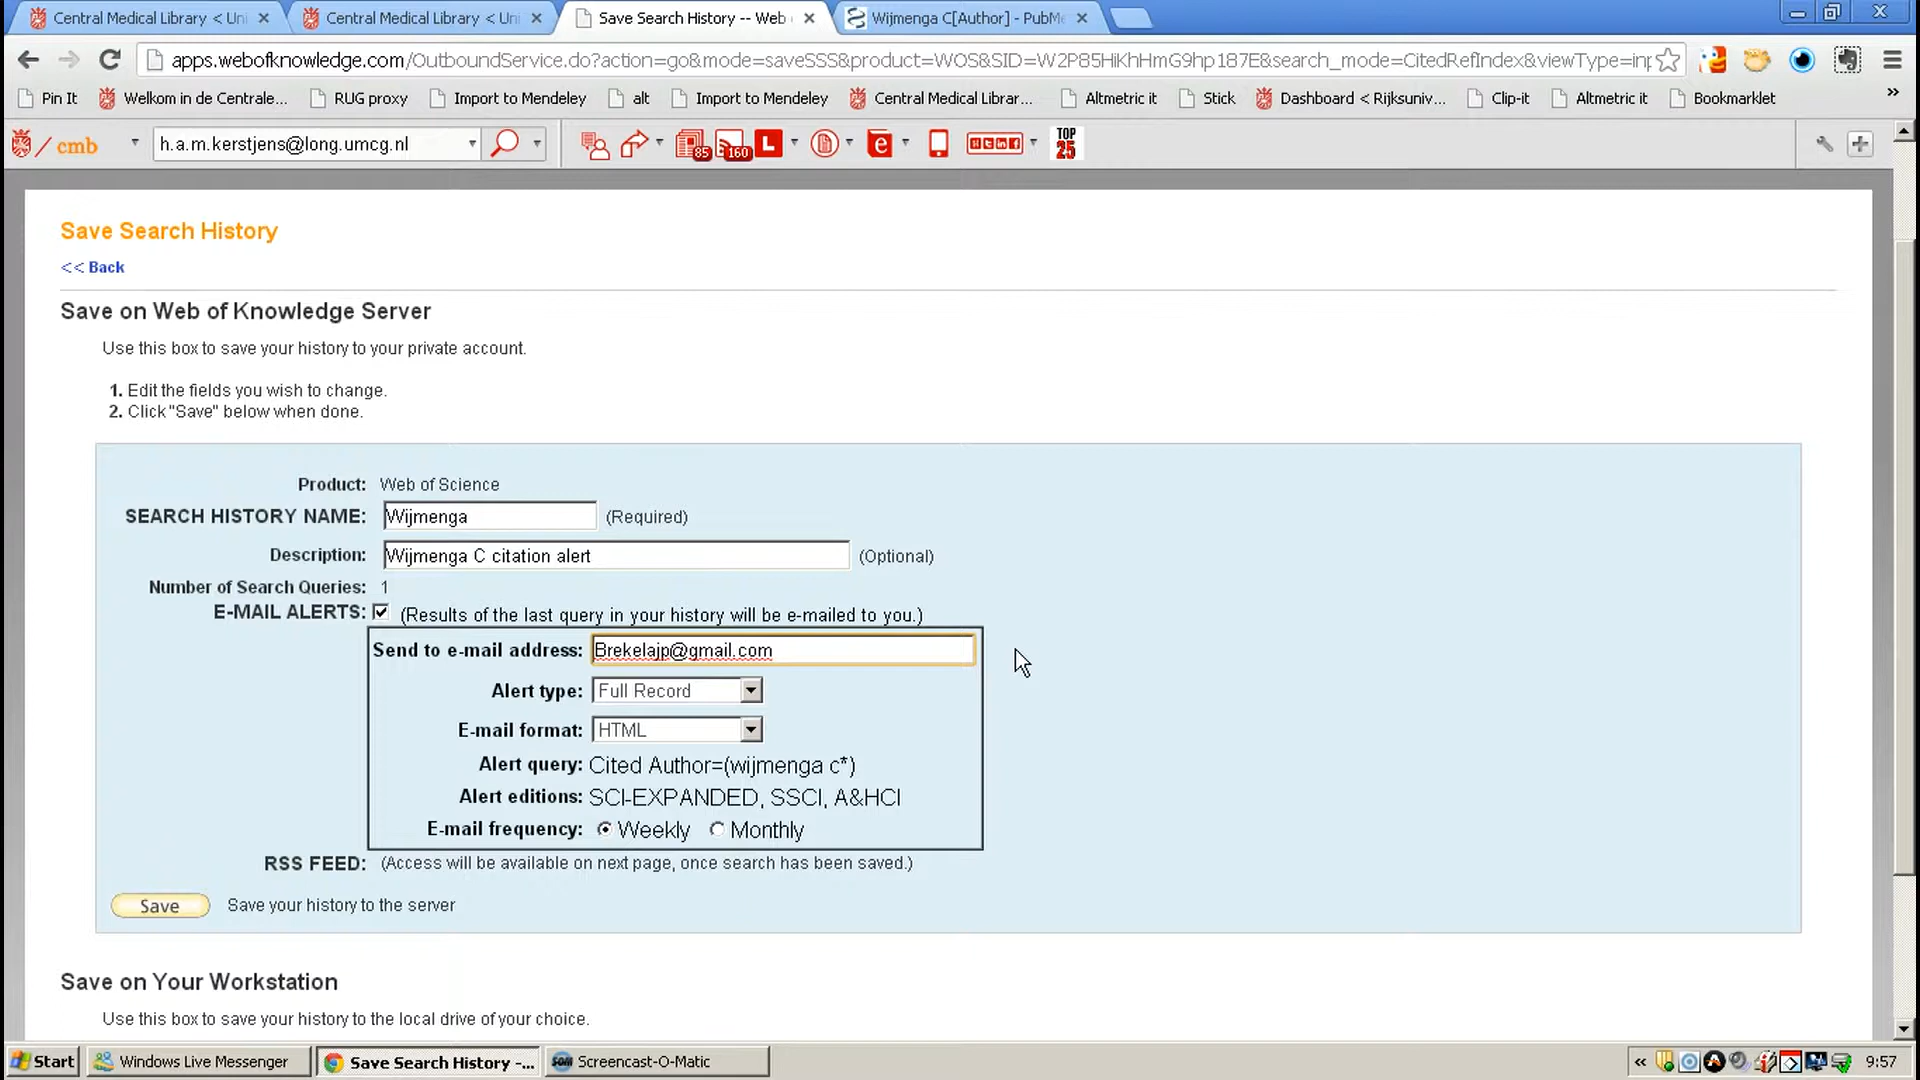 Central Medical Library < Uni
Central Medical Library < Uni
Save Search History -- Web
Wijmenga C[Author] - PubMe
apps.webofknowledge.com/OutboundService.do?action=go&mode=saveSSS&product=WOS&SID=W2P85HiKhHmG9hp187E&search_mode=CitedRefIndex&viewType=inp
Pin It
Welkom in de Centrale...
RUG proxy
Import to Mendeley
alt
Import to Mendeley
Central Medical Librar...
Altmetric it
Stick
Dashboard < Rijksuniv...
Clip-it
Altmetric it
Bookmarklet
»
/ cmb
h.a.m.kerstjens@long.umcg.nl
85
160
L
e
TOP
25
Save Search History
<< Back
Save on Web of Knowledge Server
Use this box to save your history to your private account.
1. Edit the fields you wish to change.
2. Click "Save" below when done.
Product: Web of Science
SEARCH HISTORY NAME: Wijmenga (Required)
Description: Wijmenga C citation alert (Optional)
Number of Search Queries: 1
E-MAIL ALERTS: (Results of the last query in your history will be e-mailed to you.)
Send to e-mail address: Brekelajp@gmail.com
Alert type: Full Record
E-mail format: HTML
Alert query: Cited Author=(wijmenga c*)
Alert editions: SCI-EXPANDED, SSCI, A&HCI
E-mail frequency: Weekly Monthly
RSS FEED: (Access will be available on next page, once search has been saved.)
Save Save your history to the server
Save on Your Workstation
Use this box to save your history to the local drive of your choice.
Start
Windows Live Messenger
Save Search History -...
SOM Screencast-O-Matic
«
9:57